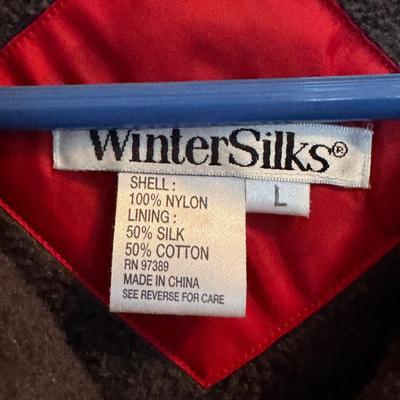 WinterSilks®
L
SHELL :
100% NYLON
LINING :
50% SILK
50% COTTON
RN 97389
MADE IN CHINA
SEE REVERSE FOR CARE